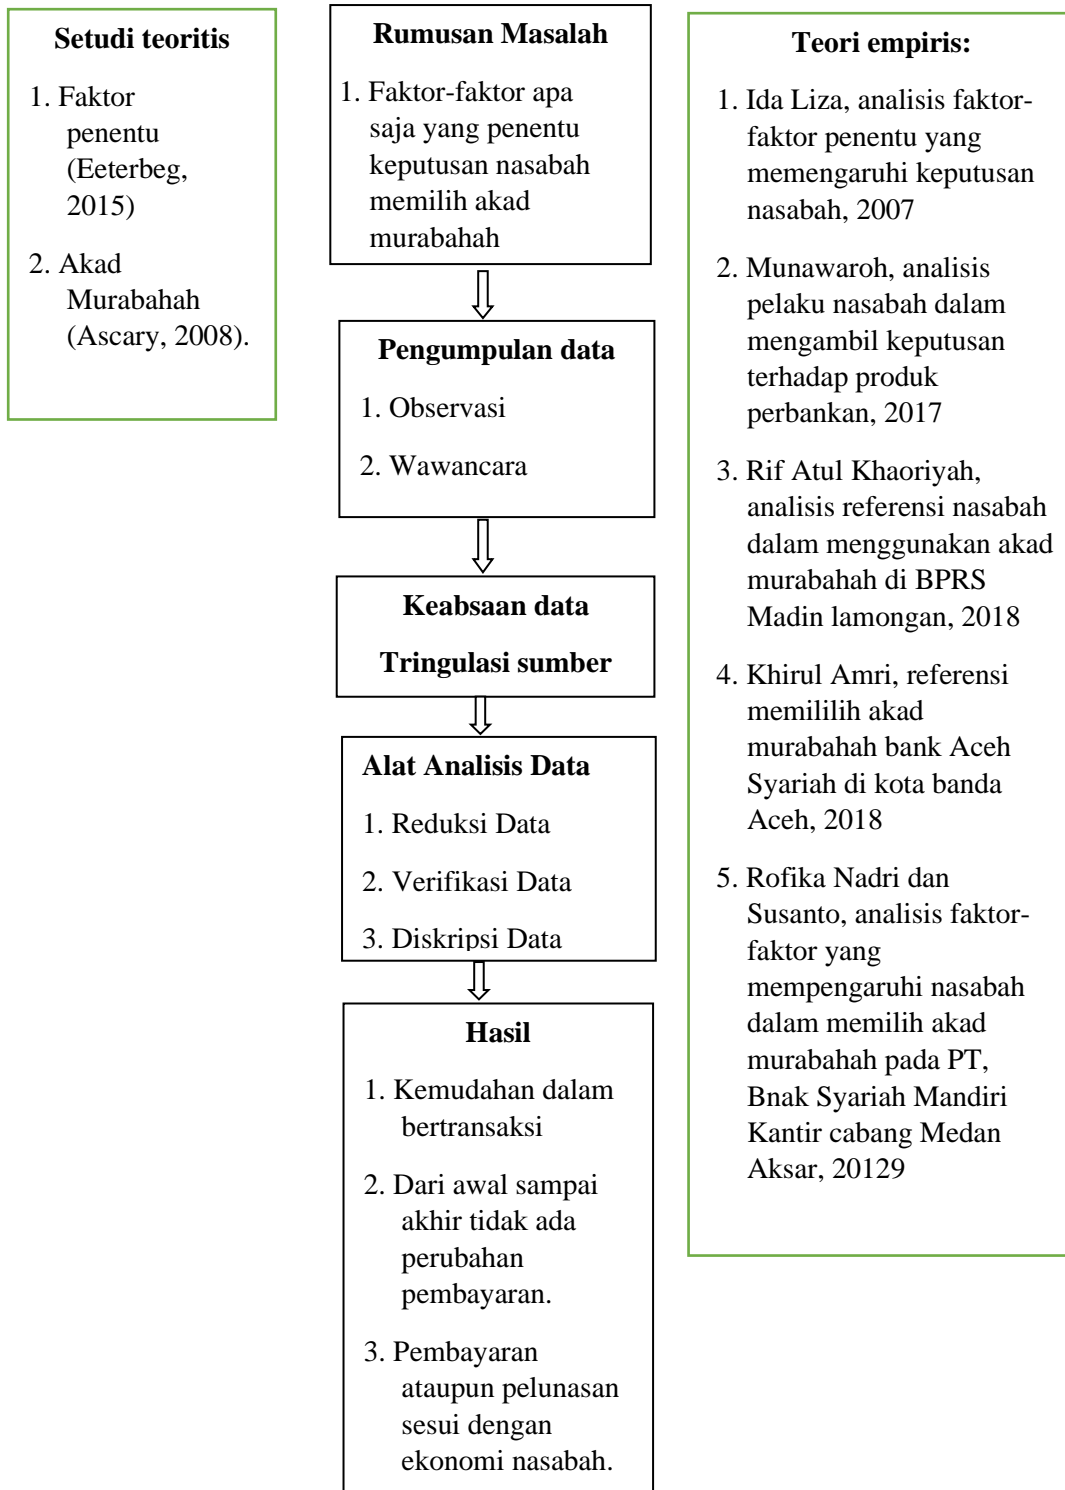 Setudi teoritis
1. Faktor
penentu
(Eeterbeg,
2015)
2. Akad
Murabahah
(Ascary, 2008).
Rumusan Masalah
1. Faktor-faktor apa
saja yang penentu
keputusan nasabah
memilih akad
murabahah
Pengumpulan data
1. Observasi
2. Wawancara
Keabsaan data
Tringulasi sumber
Alat Analisis Data
1. Reduksi Data
2. Verifikasi Data
3. Diskripsi Data
Hasil
1. Kemudahan dalam
bertransaksi
2. Dari awal sampai
akhir tidak ada
perubahan
pembayaran.
3. Pembayaran
ataupun pelunasan
sesui dengan
ekonomi nasabah.
Teori empiris:
1. Ida Liza, analisis faktor-
faktor penentu yang
memengaruhi keputusan
nasabah, 2007
2. Munawaroh, analisis
pelaku nasabah dalam
mengambil keputusan
terhadap produk
perbankan, 2017
3. Rif Atul Khaoriyah,
analisis referensi nasabah
dalam menggunakan akad
murabahah di BPRS
Madin lamongan, 2018
4. Khirul Amri, referensi
memililih akad
murabahah bank Aceh
Syariah di kota banda
Aceh, 2018
5. Rofika Nadri dan
Susanto, analisis faktor-
faktor yang
mempengaruhi nasabah
dalam memilih akad
murabahah pada PT,
Bnak Syariah Mandiri
Kantir cabang Medan
Aksar, 20129